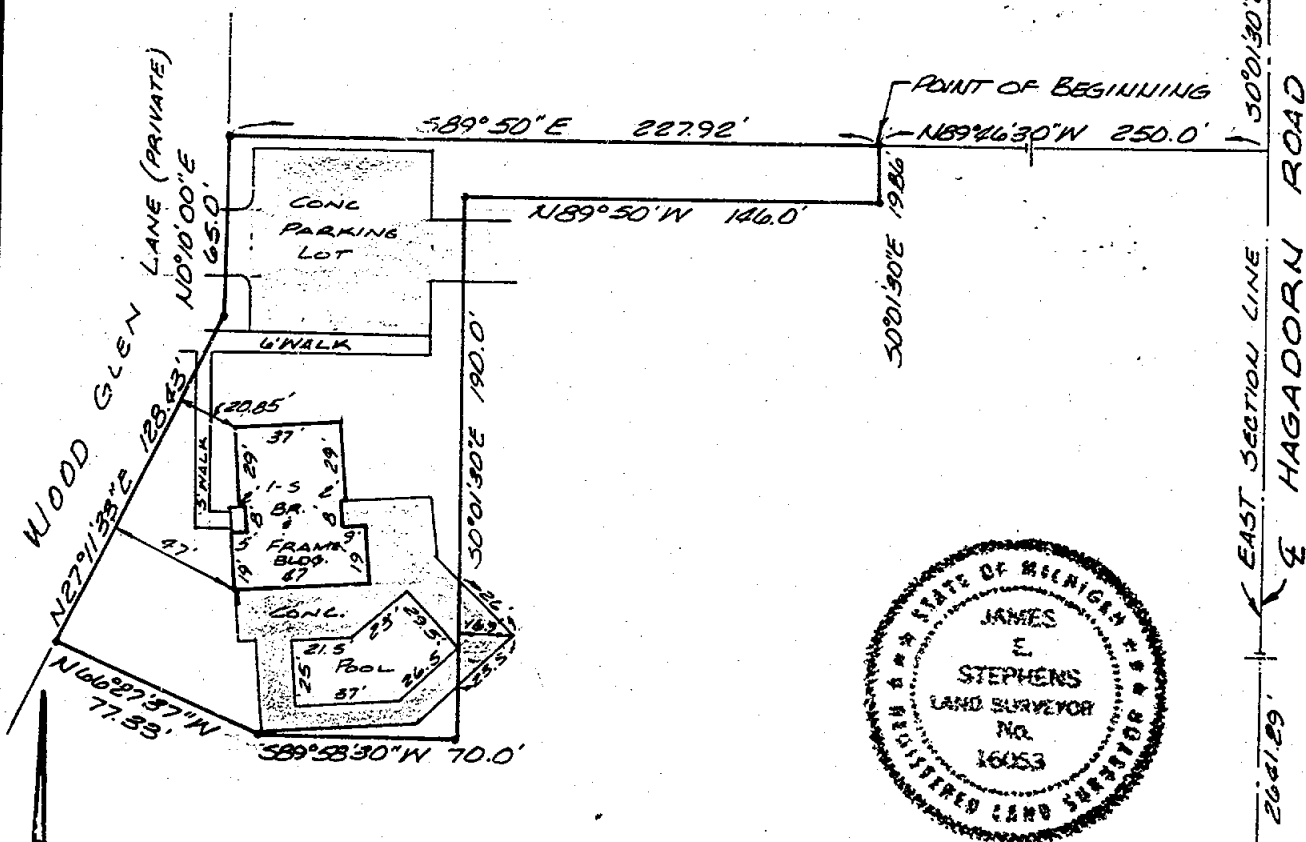 POINT OF BEGINNING
S89°50"E 227.92'
N89°46'30"W 250.0'
S0°01'30"E
LANE (PRIVATE)
N0°10'00"E
65.0'
CONC
PARKING
LOT
N89°50'W 146.0'
S0°01'30"E 19.86'
6' WALK
WOOD GLEN
N27°11'33"E 128.43'
20.85'
37'
29'
29'
5' WALK
S0°01'30"E 190.0'
1-S
BR.
&
FRAME
BLDG.
47
2'
8
5'
19'
2'
8
9'
19
47'
CONC.
21.5
25'
29.5'
POOL
25
37'
26.5'
26'
16.9'
25.5'
N66°27'37"W
77.33'
S89°58'30"W 70.0'
EAST SECTION LINE
℄ HAGADORN ROAD
2641.29'
STATE OF MICHIGAN
JAMES
E.
STEPHENS
LAND SURVEYOR
No.
16053
REGISTERED LAND SURVEYOR